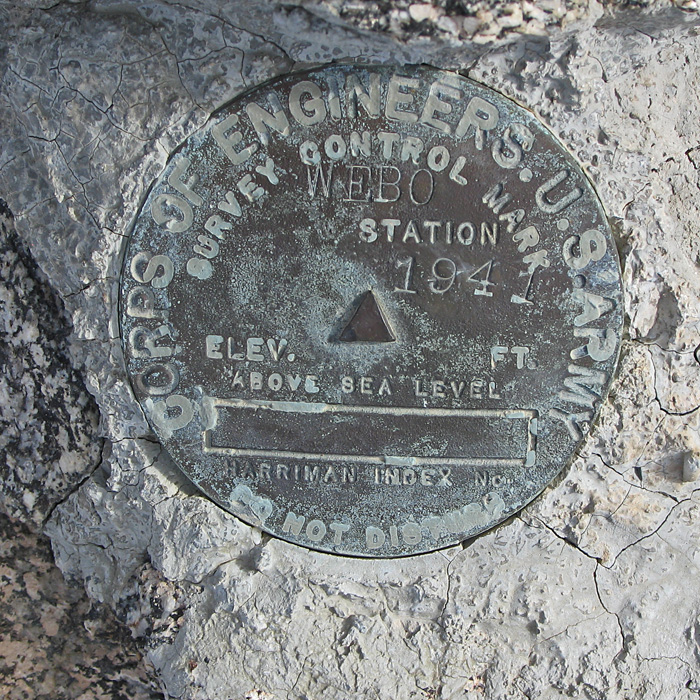 CORPS OF ENGINEERS. U.S. ARMY
SURVEY CONTROL MARK
WEBO
STATION
1941
ELEV. FT.
ABOVE SEA LEVEL
HARRIMAN INDEX No.
DO NOT DISTURB